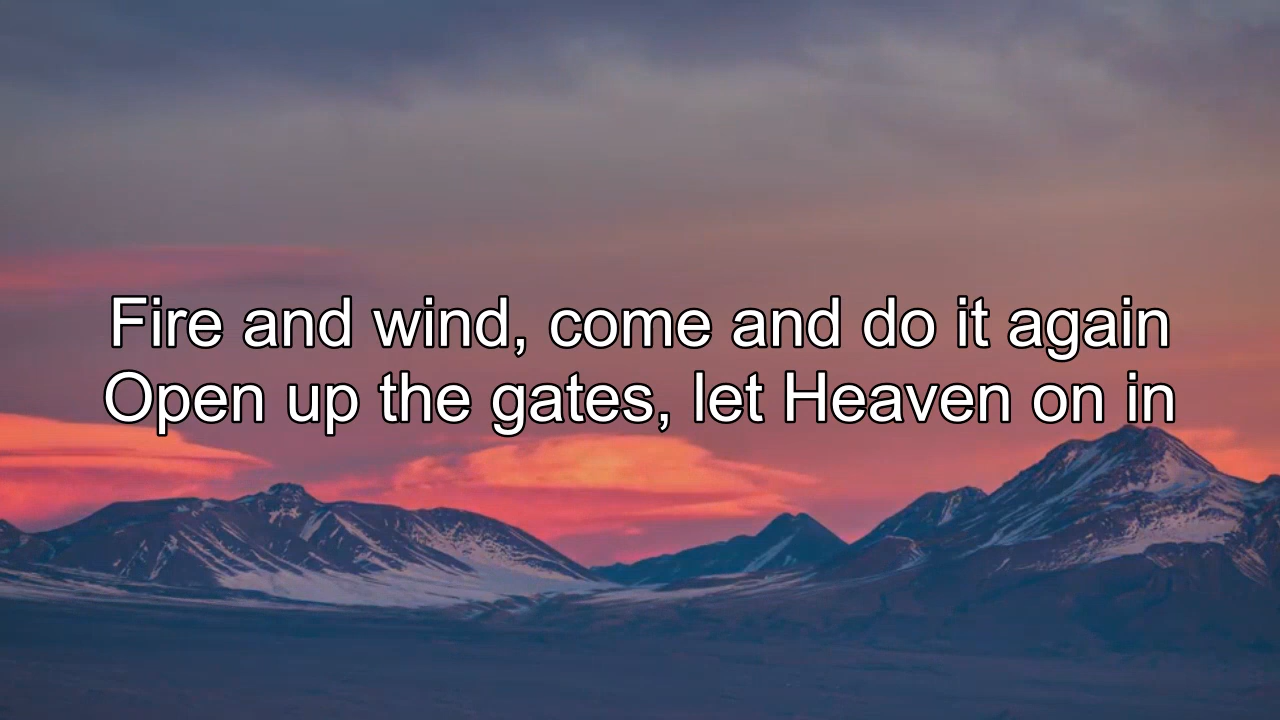 Fire and wind, come and do it again
Open up the gates, let Heaven on in